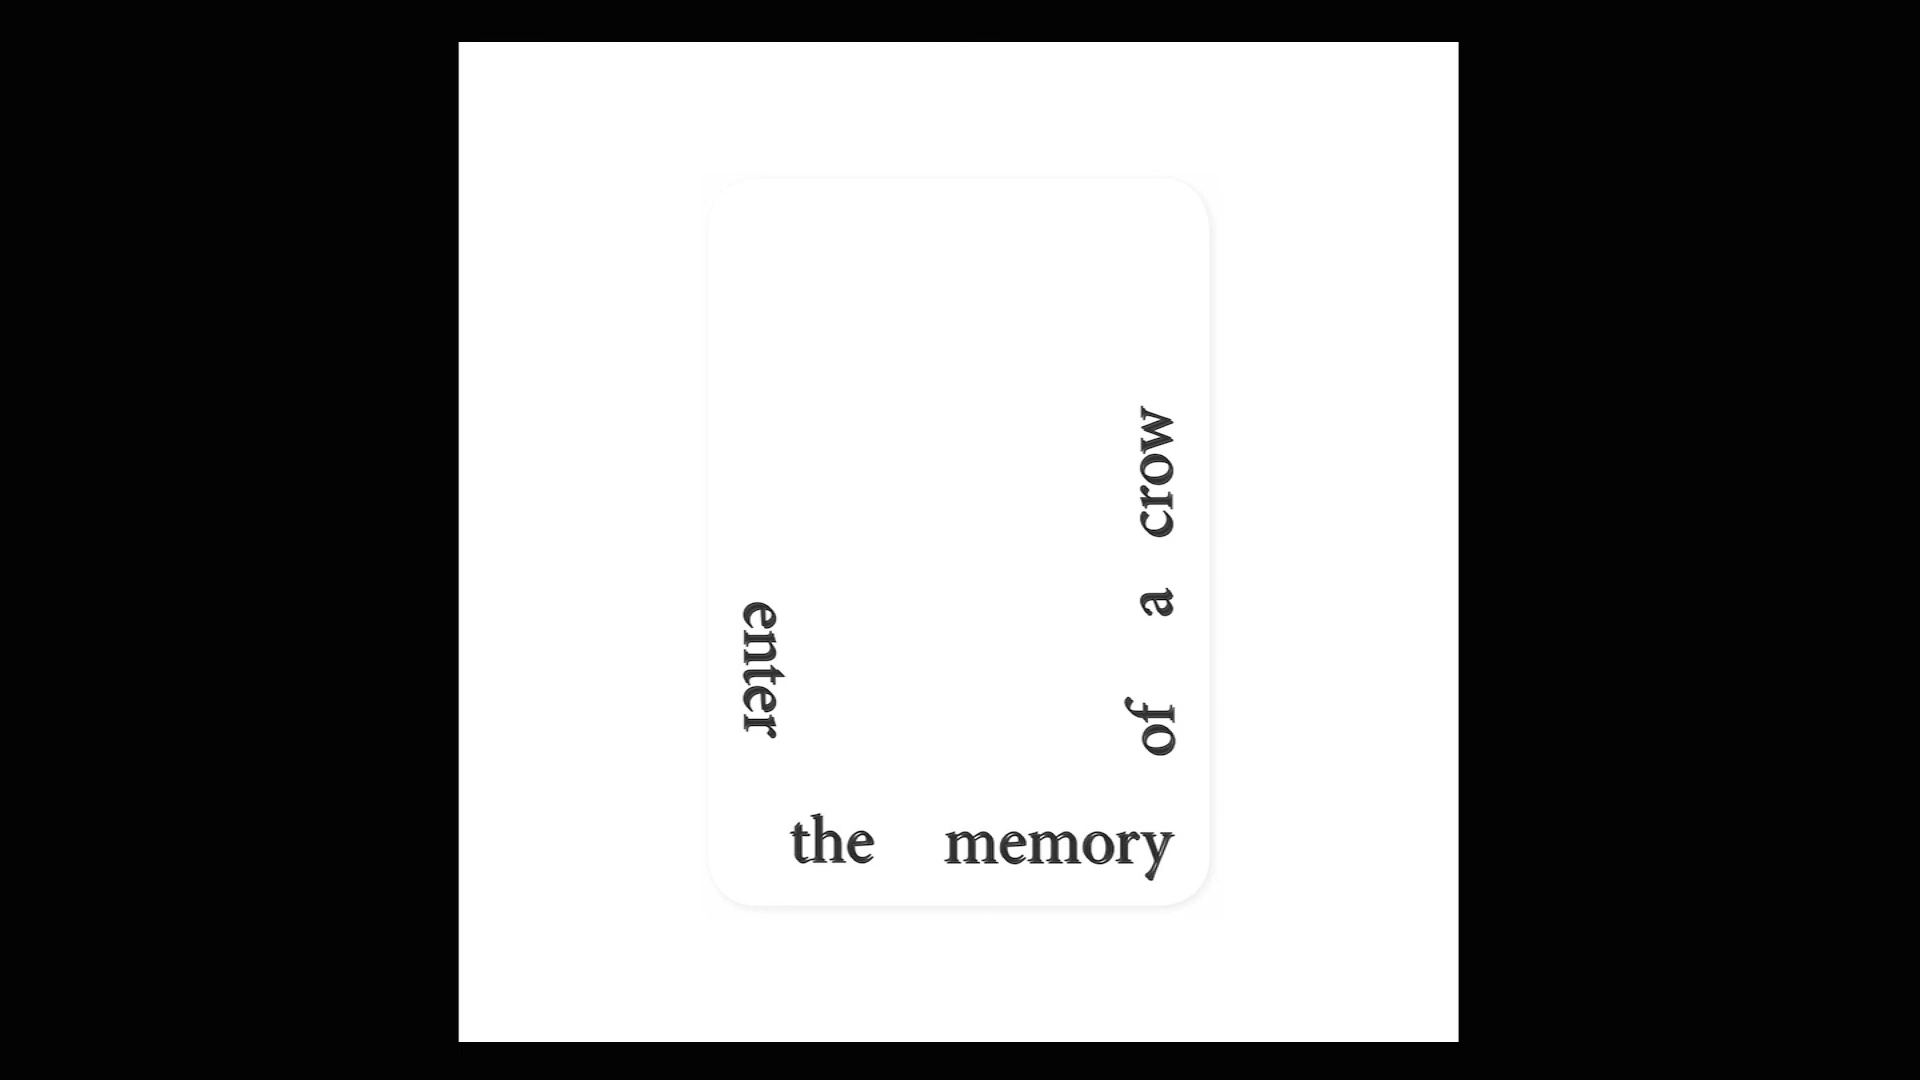 enter
the memory
of a crow